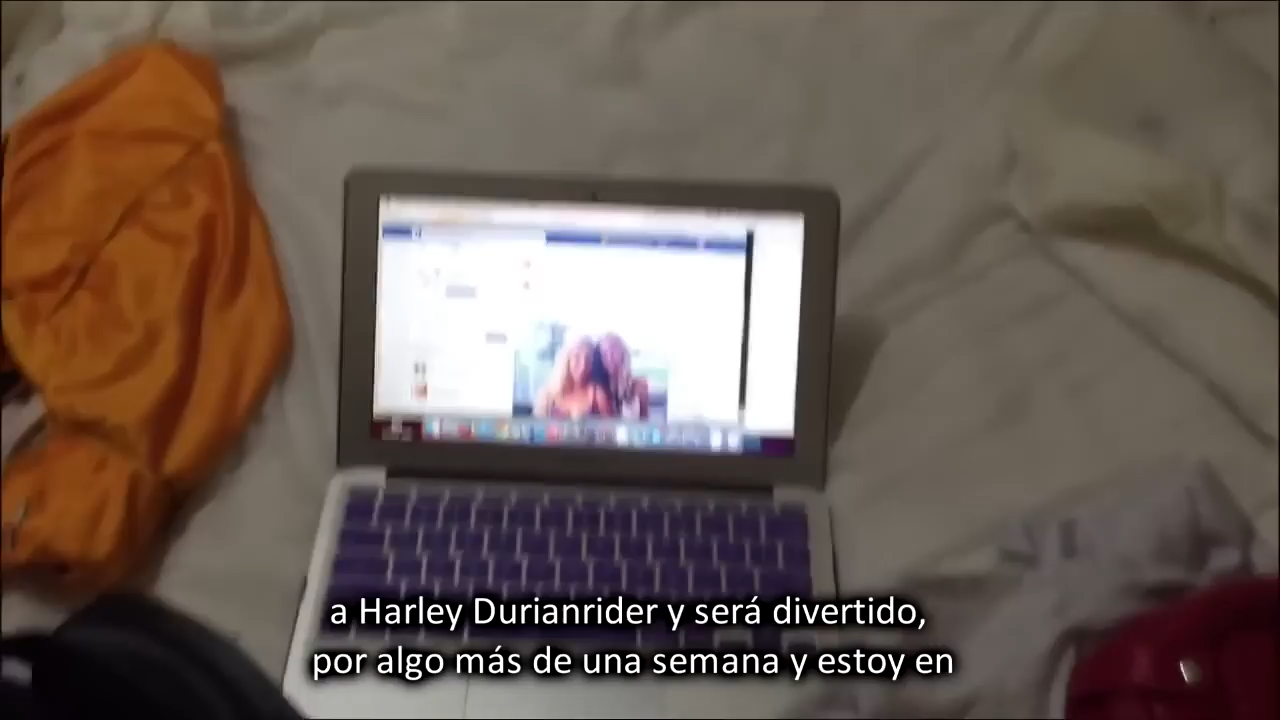 a Harley Durianrider y será divertido,
por algo más de una semana y estoy en